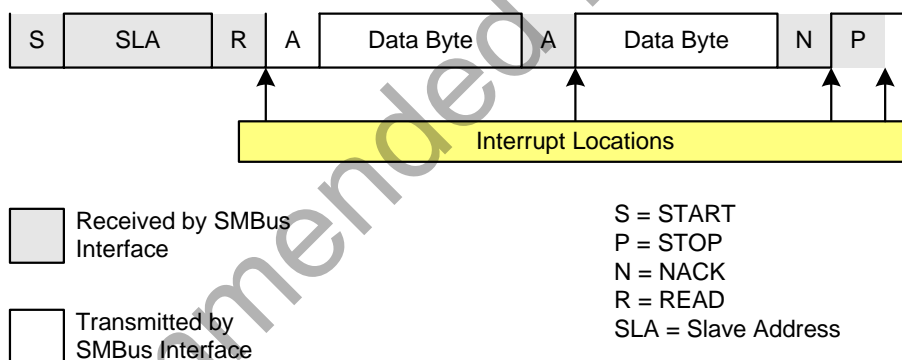 S SLA R A Data Byte A Data Byte N P
Interrupt Locations
Received by SMBus
Interface
Transmitted by
SMBus Interface
S = START
P = STOP
N = NACK
R = READ
SLA = Slave Address